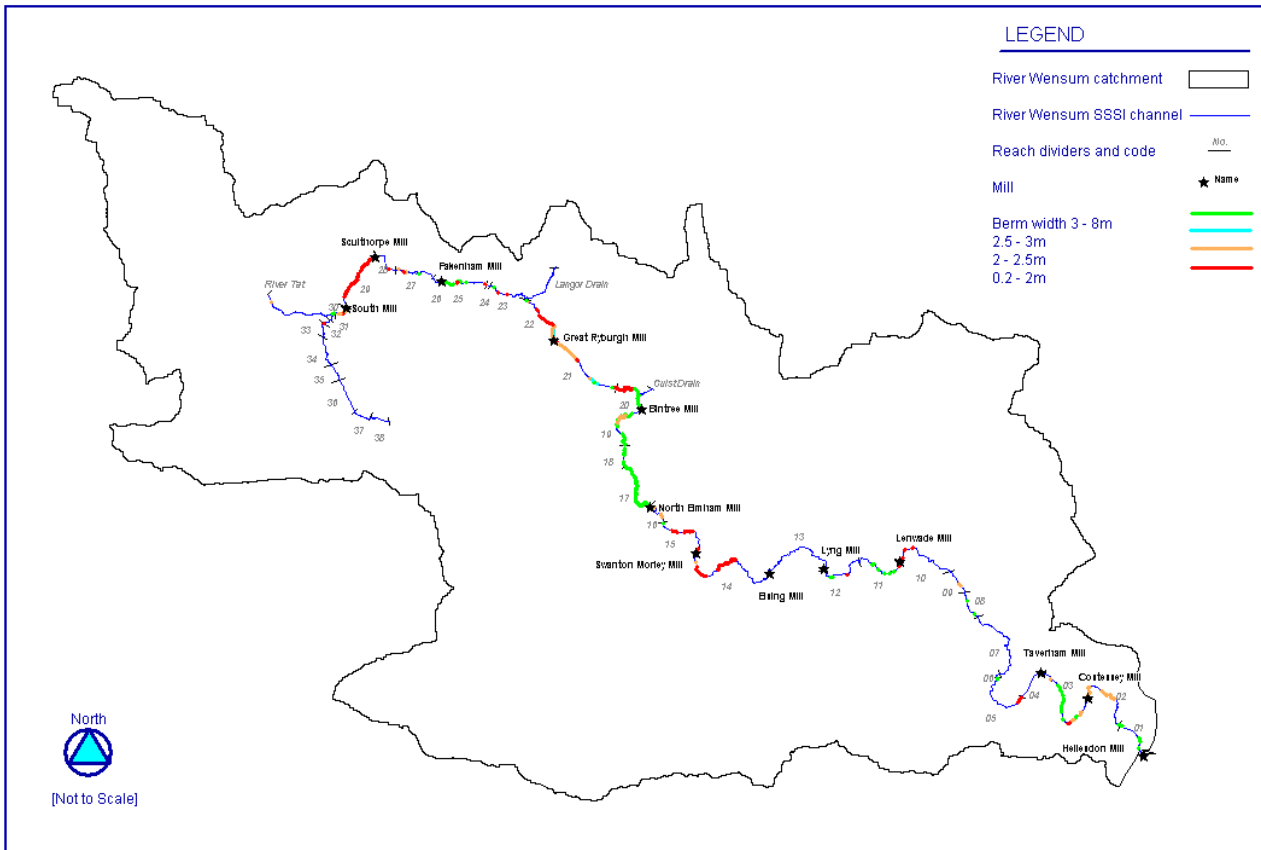 LEGEND
River Wensum catchment
River Wensum SSSI channel
No.
Reach dividers and code
Name
Mill
Berm width 3 - 8m
2.5 - 3m
2 - 2.5m
0.2 - 2m
Sculthorpe Mill
Fakenham Mill
River Tat
Langor Drain
28
27
26
25
24
23
29
30
South Mill
31
33
32
22
Great Ryburgh Mill
34
35
36
37
38
21
Guist Drain
20
Bintree Mill
19
18
17
North Elmham Mill
16
15
13
Lyng Mill
Lenwade Mill
Swanton Morley Mill
14
12
11
10
Elsing Mill
09
08
07
Taverham Mill
06
03
Costessey Mill
04
02
05
01
Hellesdon Mill
North
[Not to Scale]